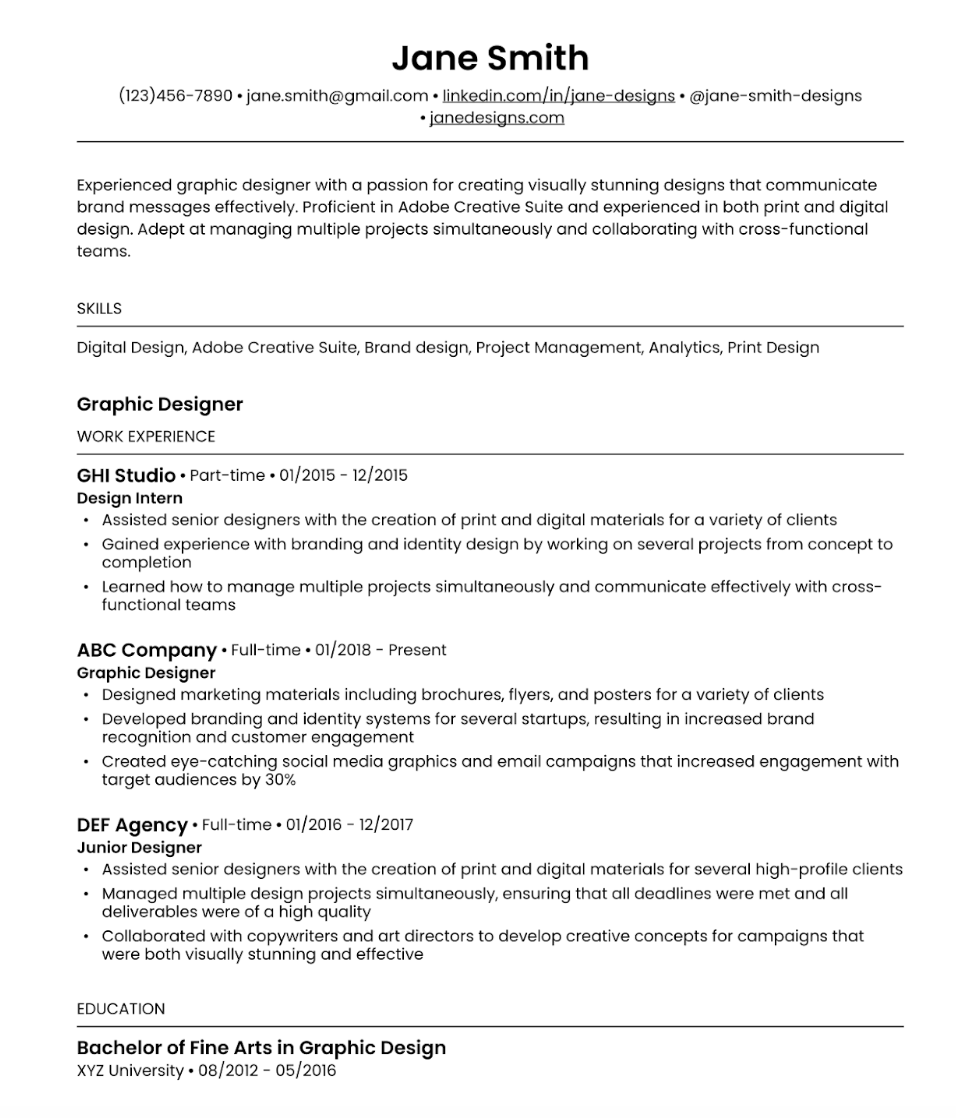 Jane Smith
(123)456-7890 • jane.smith@gmail.com • linkedin.com/in/jane-designs • @jane-smith-designs
• janedesigns.com
Experienced graphic designer with a passion for creating visually stunning designs that communicate
brand messages effectively. Proficient in Adobe Creative Suite and experienced in both print and digital
design. Adept at managing multiple projects simultaneously and collaborating with cross-functional
teams.
SKILLS
Digital Design, Adobe Creative Suite, Brand design, Project Management, Analytics, Print Design
Graphic Designer
WORK EXPERIENCE
GHI Studio • Part-time • 01/2015 - 12/2015
Design Intern
• Assisted senior designers with the creation of print and digital materials for a variety of clients
• Gained experience with branding and identity design by working on several projects from concept to
completion
• Learned how to manage multiple projects simultaneously and communicate effectively with cross-
functional teams
ABC Company • Full-time • 01/2018 - Present
Graphic Designer
• Designed marketing materials including brochures, flyers, and posters for a variety of clients
• Developed branding and identity systems for several startups, resulting in increased brand
recognition and customer engagement
• Created eye-catching social media graphics and email campaigns that increased engagement with
target audiences by 30%
DEF Agency • Full-time • 01/2016 - 12/2017
Junior Designer
• Assisted senior designers with the creation of print and digital materials for several high-profile clients
• Managed multiple design projects simultaneously, ensuring that all deadlines were met and all
deliverables were of a high quality
• Collaborated with copywriters and art directors to develop creative concepts for campaigns that
were both visually stunning and effective
EDUCATION
Bachelor of Fine Arts in Graphic Design
XYZ University • 08/2012 - 05/2016